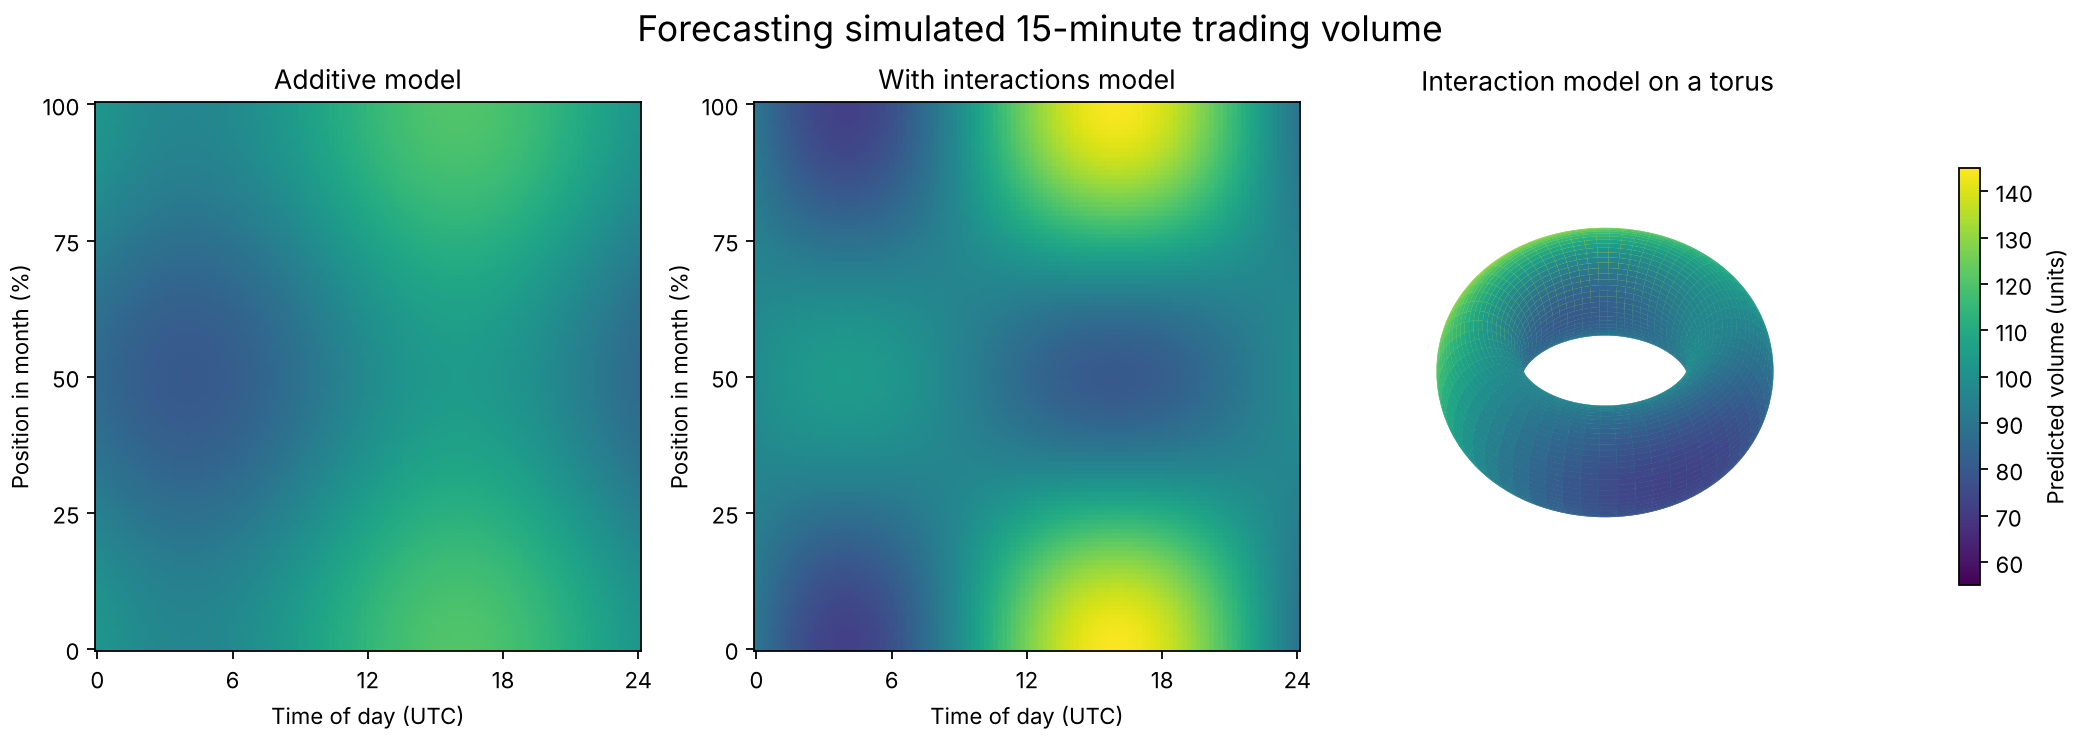 Forecasting simulated 15-minute trading volume
Additive model
100
75
50
25
0
0 6 12 18 24
Position in month (%)
Time of day (UTC)
With interactions model
100
75
50
25
0
0 6 12 18 24
Position in month (%)
Time of day (UTC)
Interaction model on a torus
140
130
120
110
100
90
80
70
60
Predicted volume (units)